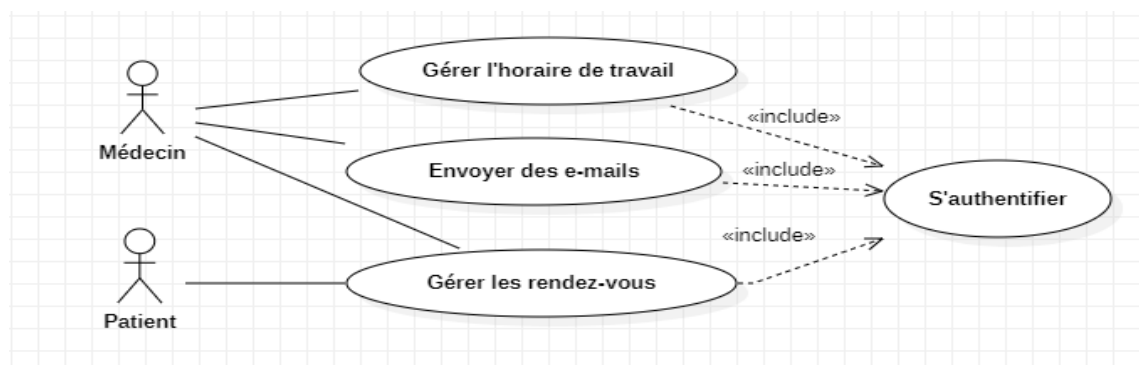 Gérer l'horaire de travail
«include»
Médecin
Envoyer des e-mails
«include»
S'authentifier
«include»
Gérer les rendez-vous
Patient